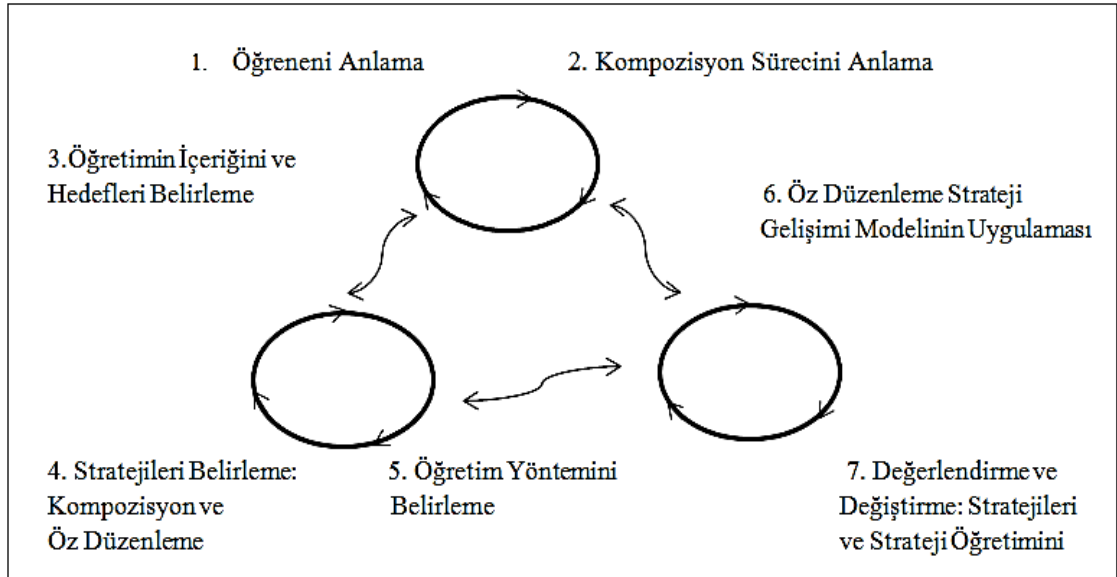 1. Öğreneni Anlama
2. Kompozisyon Sürecini Anlama
3.Öğretimin İçeriğini ve
Hedefleri Belirleme
6. Öz Düzenleme Strateji
Gelişimi Modelinin Uygulaması
4. Stratejileri Belirleme:
Kompozisyon ve
Öz Düzenleme
5. Öğretim Yöntemini
Belirleme
7. Değerlendirme ve
Değiştirme: Stratejileri
ve Strateji Öğretimini